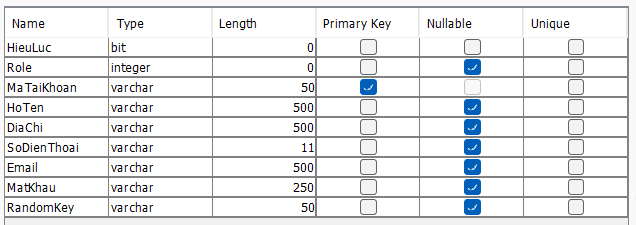 Name Type Length Primary Key Nullable Unique
HieuLuc bit 0
Role integer 0
MaTaiKhoan varchar 50
HoTen varchar 500
DiaChi varchar 500
SoDienThoai varchar 11
Email varchar 500
MatKhau varchar 250
RandomKey varchar 50